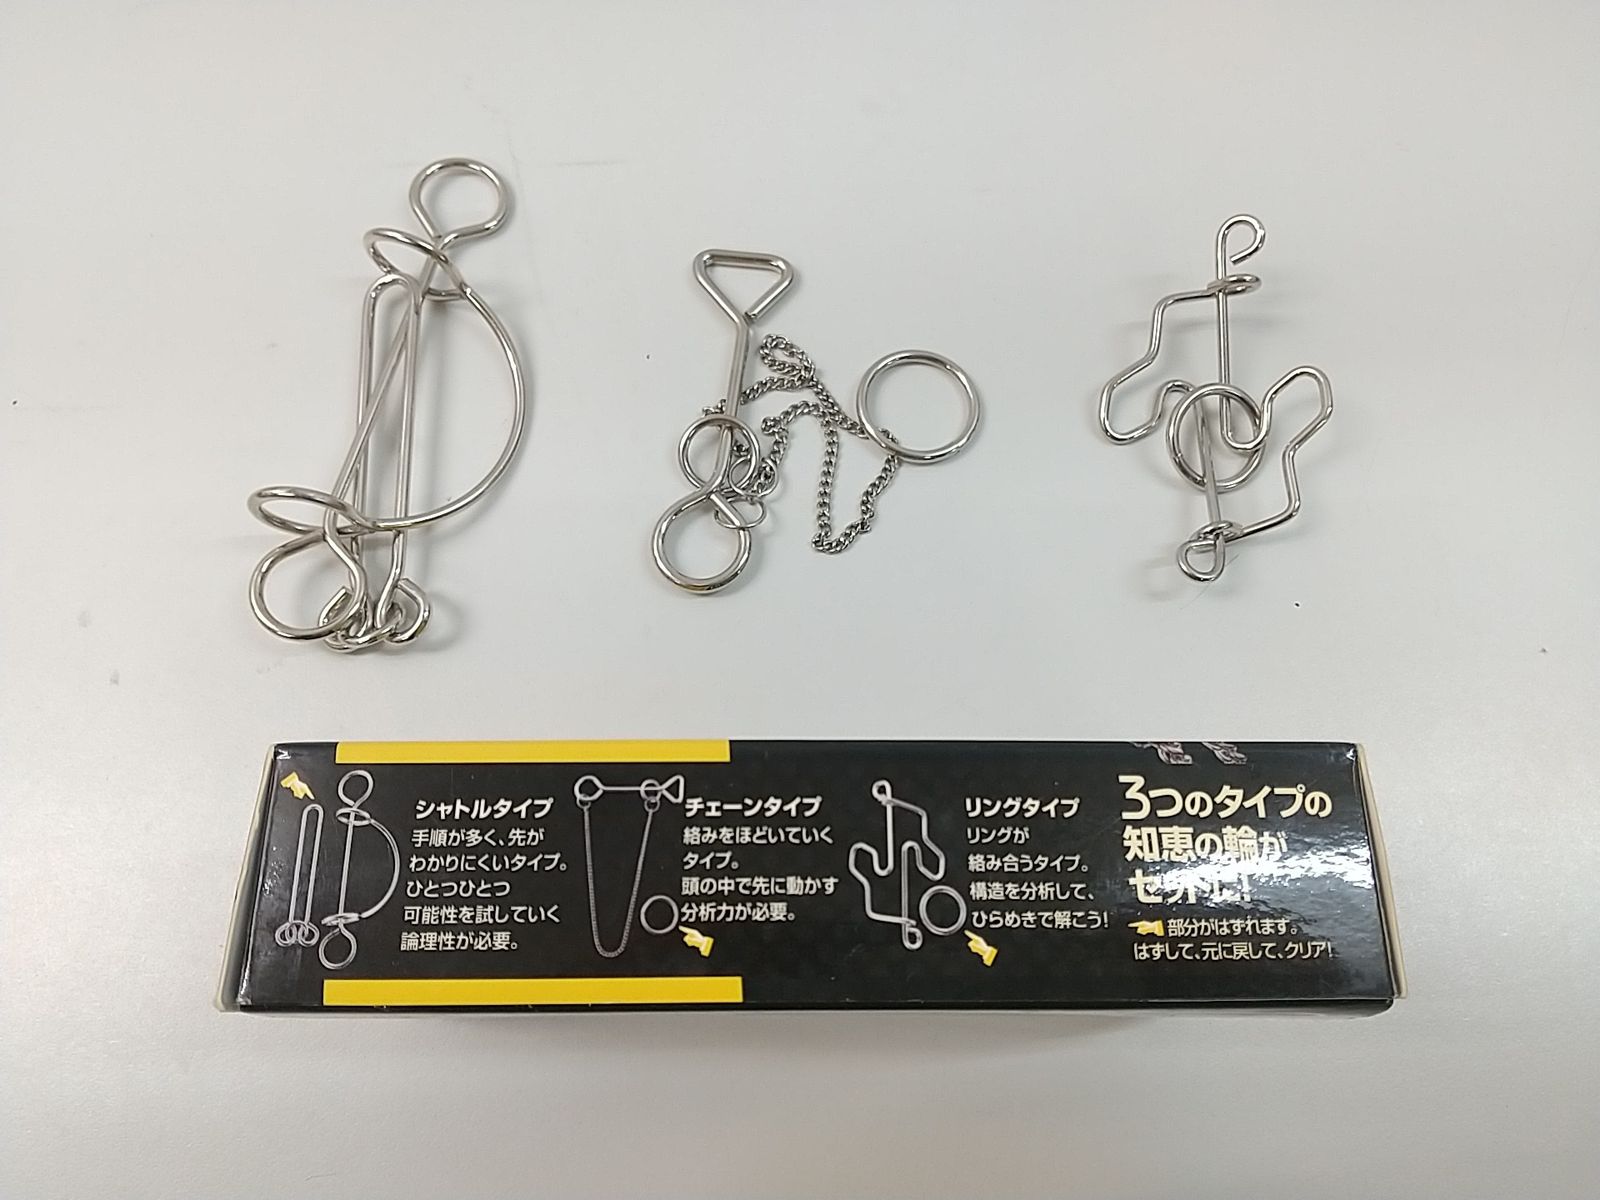 シャトルタイプ
手順が多く、先が
わかりにくいタイプ。
ひとつひとつ
可能性を試していく
論理性が必要。
チェーンタイプ
絡みをほどいていく
タイプ。
頭の中で先に動かす
分析力が必要。
リングタイプ
リングが
絡み合うタイプ。
構造を分析して、
ひらめきで解こう!
3つのタイプの
知恵の輪が
セットに!
部分がはずれます。
はずして、元に戻して、クリア!